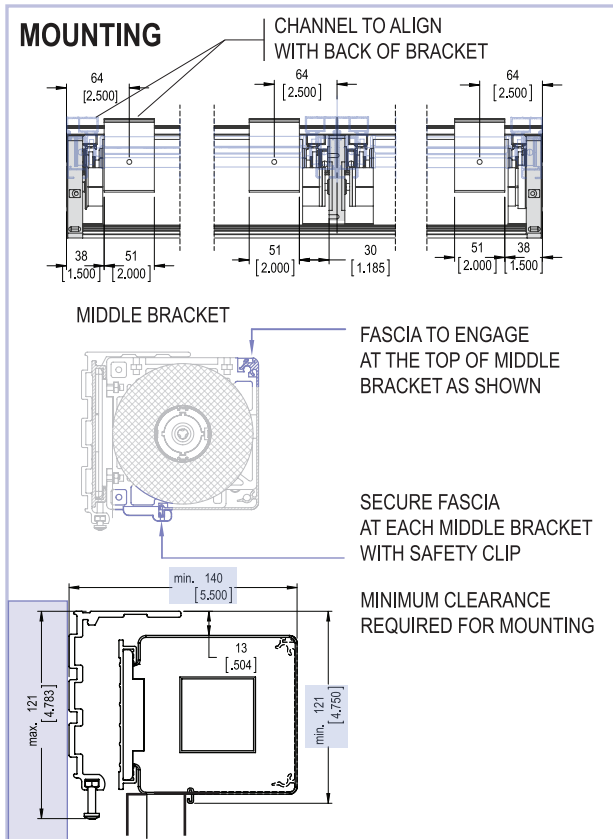 MOUNTING
CHANNEL TO ALIGN
WITH BACK OF BRACKET
64
[2.500]
64
[2.500]
64
[2.500]
38
[1.500]
51
[2.000]
51
[2.000]
30
[1.185]
51
[2.000]
38
[1.500]
MIDDLE BRACKET
FASCIA TO ENGAGE
AT THE TOP OF MIDDLE
BRACKET AS SHOWN
SECURE FASCIA
AT EACH MIDDLE BRACKET
WITH SAFETY CLIP
min. 140
[5.500]
MINIMUM CLEARANCE
REQUIRED FOR MOUNTING
13
[.504]
max. 121
[4.783]
min. 121
[4.750]